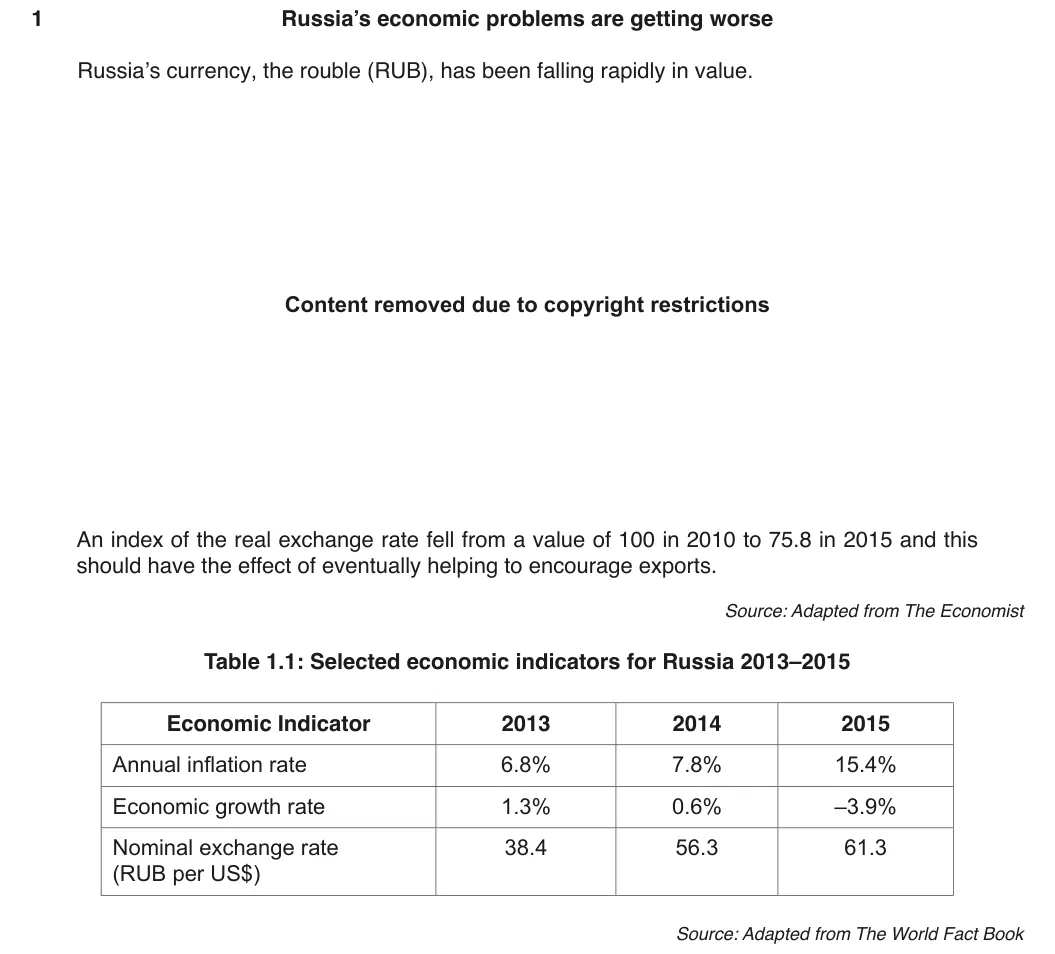 1 Russia’s economic problems are getting worse
Russia’s currency, the rouble (RUB), has been falling rapidly in value.
Content removed due to copyright restrictions
An index of the real exchange rate fell from a value of 100 in 2010 to 75.8 in 2015 and this
should have the effect of eventually helping to encourage exports.
Source: Adapted from The Economist
Table 1.1: Selected economic indicators for Russia 2013–2015
Economic Indicator 2013 2014 2015
Annual inflation rate 6.8% 7.8% 15.4%
Economic growth rate 1.3% 0.6% –3.9%
Nominal exchange rate 38.4 56.3 61.3
(RUB per US$)
Source: Adapted from The World Fact Book